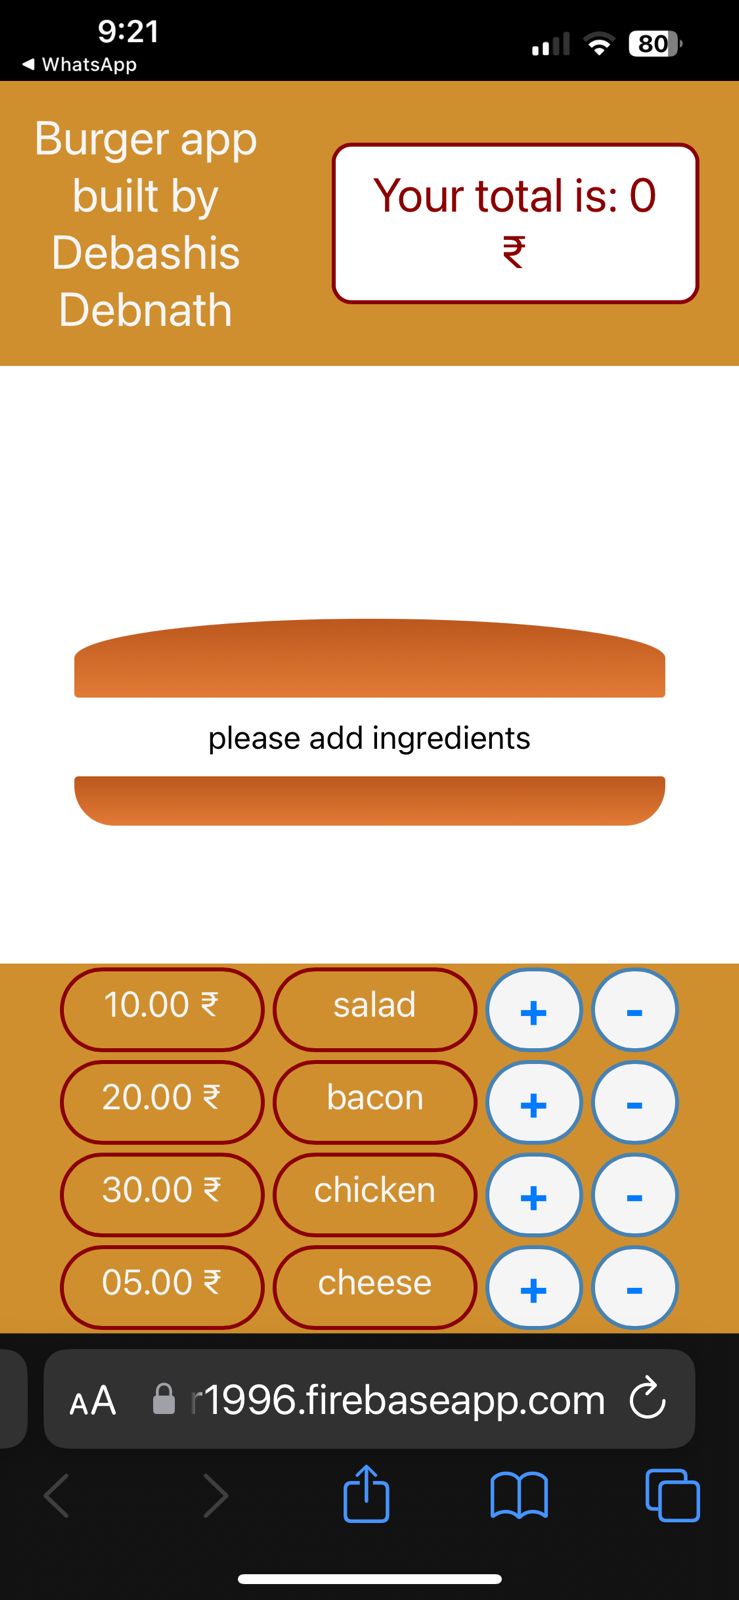 9:21
80
◀ WhatsApp
Burger app
built by
Debashis
Debnath
Your total is: 0
₹
please add ingredients
10.00 ₹ salad + -
20.00 ₹ bacon + -
30.00 ₹ chicken + -
05.00 ₹ cheese + -
AA r1996.firebaseapp.com